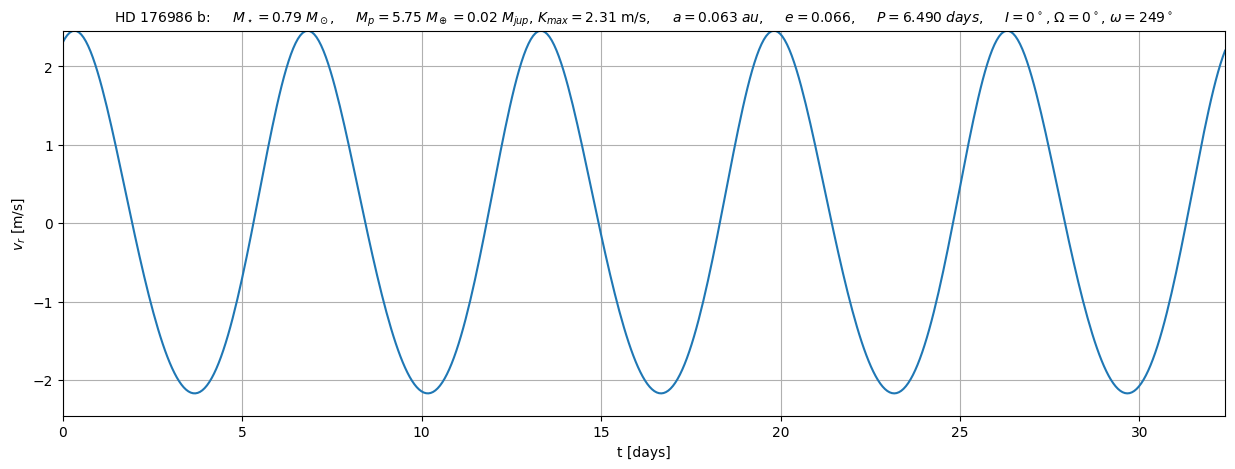 HD 176986 b: M⋆ = 0.79 M⊙, Mp = 5.75 M⊕ = 0.02 Mjup, Kmax = 2.31 m/s, a = 0.063 au, e = 0.066, P = 6.490 days, I = 0°, Ω = 0°, ω = 249°
2
1
0
−1
−2
vr [m/s]
0 5 10 15 20 25 30
t [days]